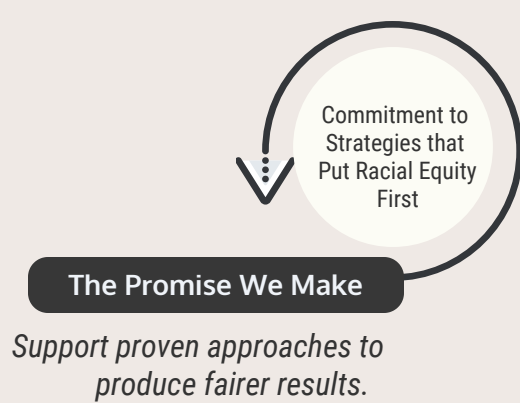 Commitment to
Strategies that
Put Racial Equity
First
The Promise We Make
Support proven approaches to
produce fairer results.